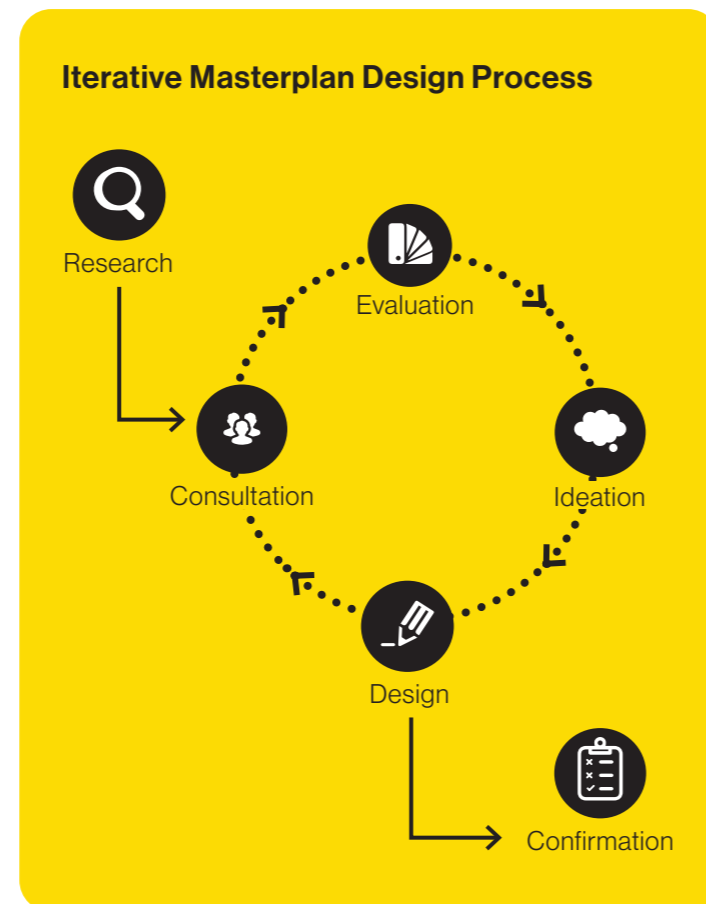 Iterative Masterplan Design Process
Research
Evaluation
Consultation
Ideation
Design
Confirmation